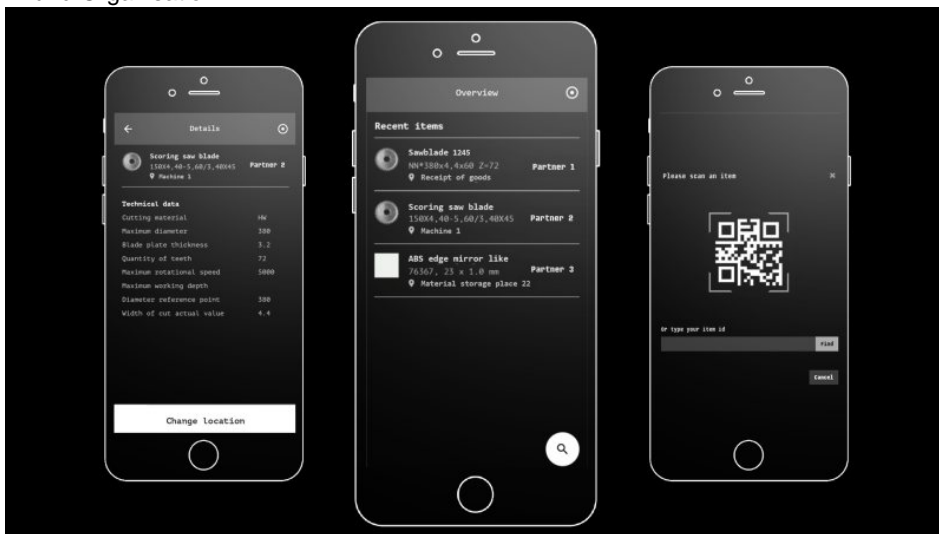 Details
Scoring saw blade
150X4,40-5,60/3,40X45
Partner 2
Machine 1
Technical data
Cutting material HW
Maximum diameter 380
Blade plate thickness 3.2
Quantity of teeth 72
Maximum rotational speed 5000
Maximum working depth
Diameter reference point 380
Width of cut actual value 4.4
Change location
Overview
Recent items
Sawblade 1245
NN*380x4,4x60 Z=72
Partner 1
Receipt of goods
Scoring saw blade
150X4,40-5,60/3,40X45
Partner 2
Machine 1
ABS edge mirror like
76367, 23 x 1.0 mm
Partner 3
Material storage place 22
Please scan an item
Or type your item id
Find
Cancel